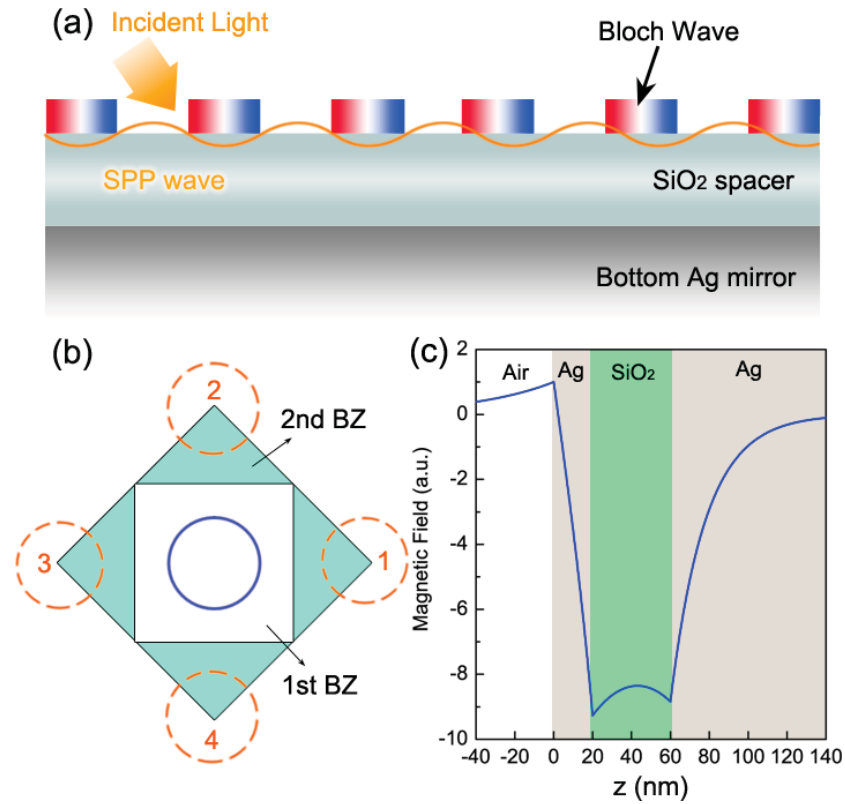 (a)
Incident Light
Bloch Wave
SPP wave
SiO₂ spacer
Bottom Ag mirror
(b)
2
2nd BZ
3
1
1st BZ
4
(c)
Magnetic Field (a.u.)
2
0
-2
-4
-6
-8
-10
Air
Ag
SiO₂
Ag
-40 -20 0 20 40 60 80 100 120 140
z (nm)